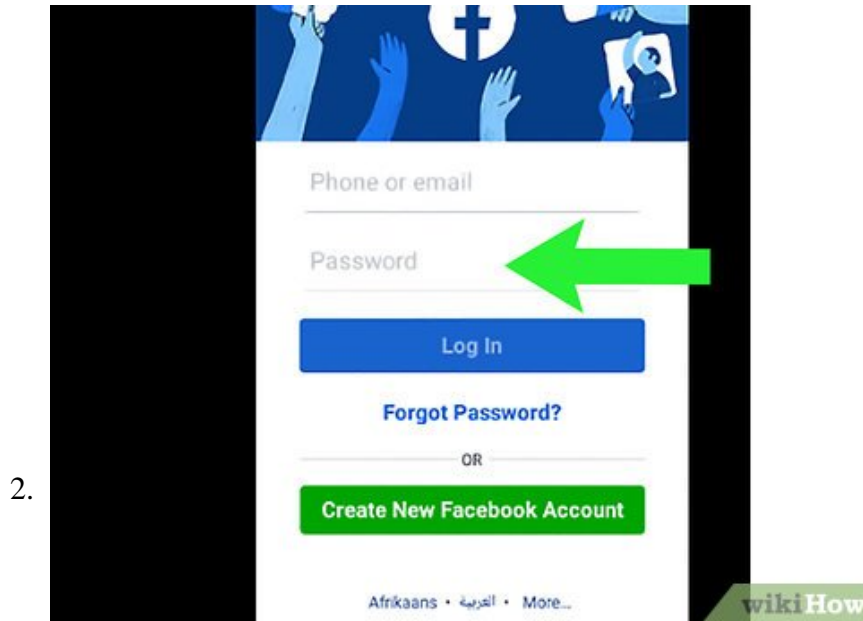 Phone or email
Password
Log In
Forgot Password?
OR
2.
Create New Facebook Account
Afrikaans • العربية • More...
wikiHow